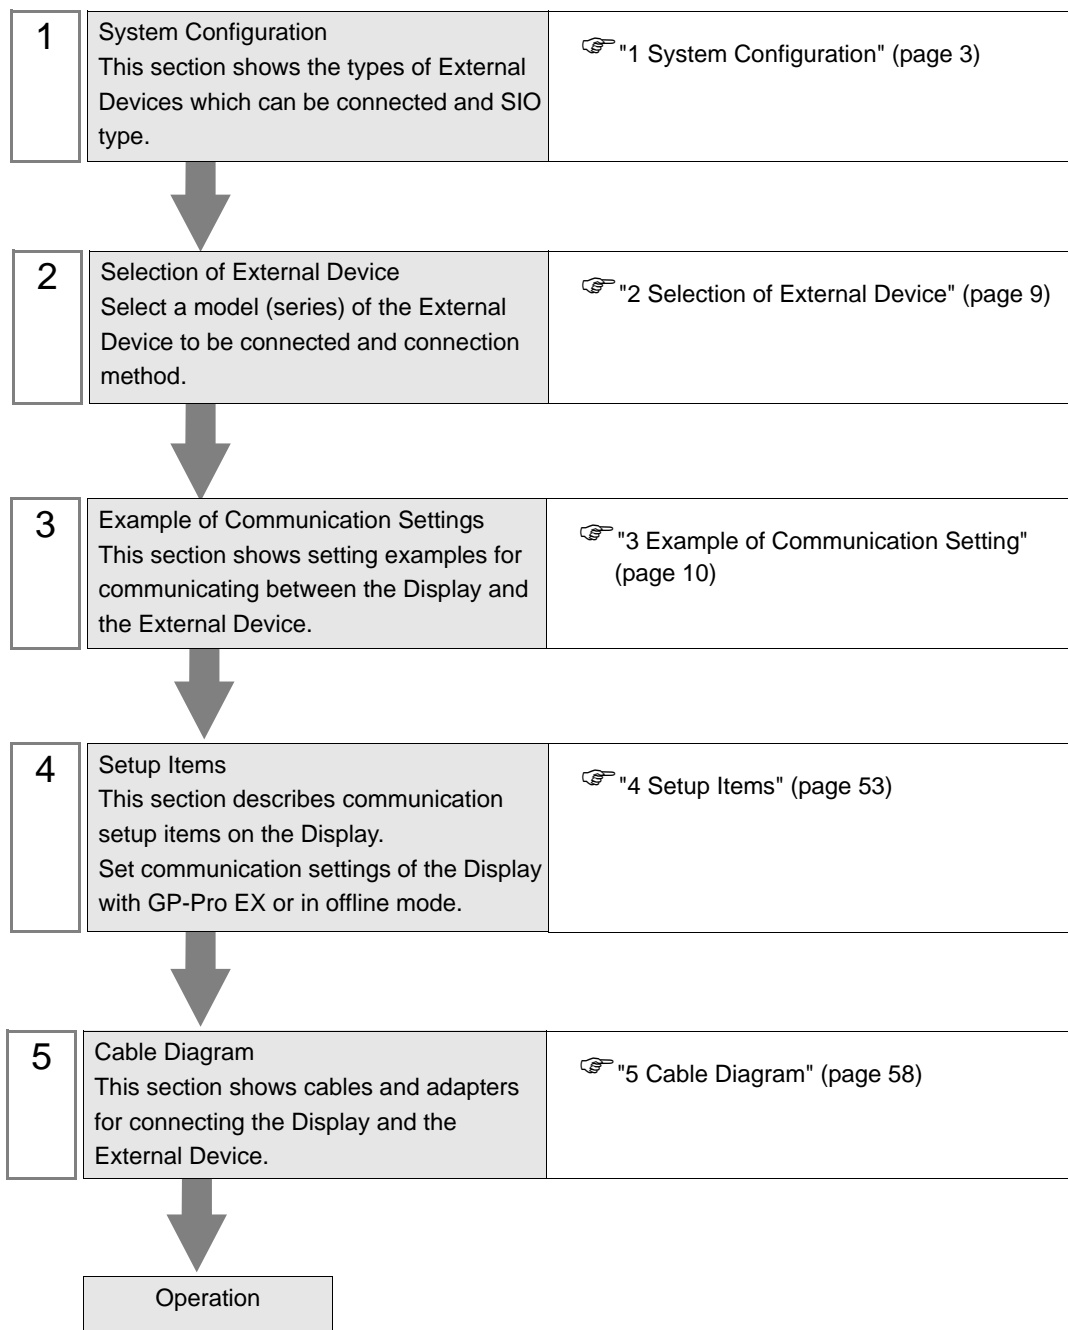 1
System Configuration
This section shows the types of External
Devices which can be connected and SIO
type.
"1 System Configuration" (page 3)
2
Selection of External Device
Select a model (series) of the External
Device to be connected and connection
method.
"2 Selection of External Device" (page 9)
3
Example of Communication Settings
This section shows setting examples for
communicating between the Display and
the External Device.
"3 Example of Communication Setting"
(page 10)
4
Setup Items
This section describes communication
setup items on the Display.
Set communication settings of the Display
with GP-Pro EX or in offline mode.
"4 Setup Items" (page 53)
5
Cable Diagram
This section shows cables and adapters
for connecting the Display and the
External Device.
"5 Cable Diagram" (page 58)
Operation